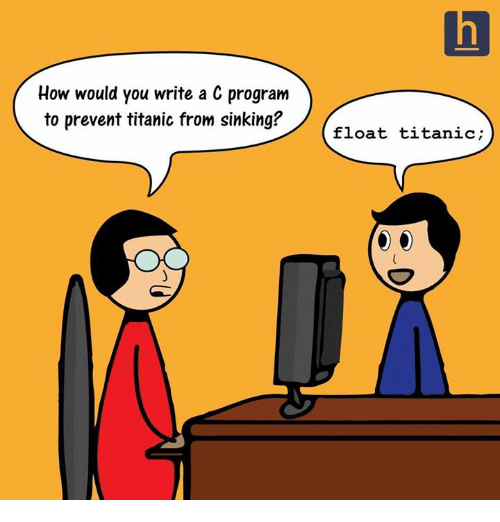 h
How would you write a C program
to prevent titanic from sinking?
float titanic;